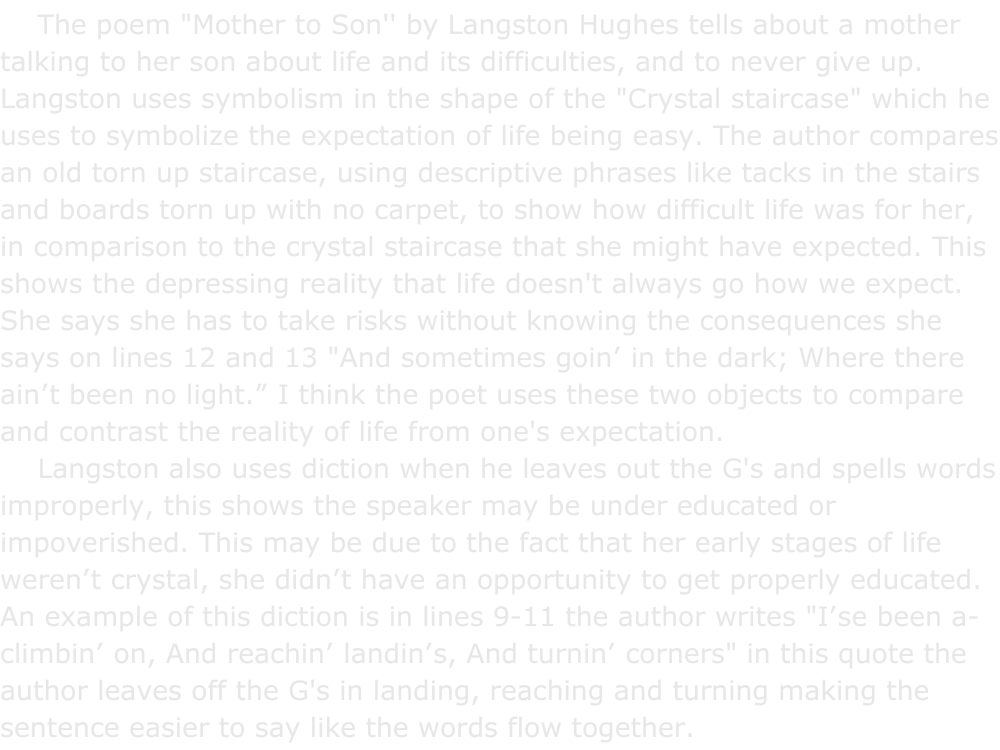 The poem "Mother to Son'' by Langston Hughes tells about a mother
talking to her son about life and its difficulties, and to never give up.
Langston uses symbolism in the shape of the "Crystal staircase" which he
uses to symbolize the expectation of life being easy. The author compares
an old torn up staircase, using descriptive phrases like tacks in the stairs
and boards torn up with no carpet, to show how difficult life was for her,
in comparison to the crystal staircase that she might have expected. This
shows the depressing reality that life doesn't always go how we expect.
She says she has to take risks without knowing the consequences she
says on lines 12 and 13 "And sometimes goin’ in the dark; Where there
ain’t been no light.” I think the poet uses these two objects to compare
and contrast the reality of life from one's expectation.
Langston also uses diction when he leaves out the G's and spells words
improperly, this shows the speaker may be under educated or
impoverished. This may be due to the fact that her early stages of life
weren’t crystal, she didn’t have an opportunity to get properly educated.
An example of this diction is in lines 9-11 the author writes "I’se been a-
climbin’ on, And reachin’ landin’s, And turnin’ corners" in this quote the
author leaves off the G's in landing, reaching and turning making the
sentence easier to say like the words flow together.